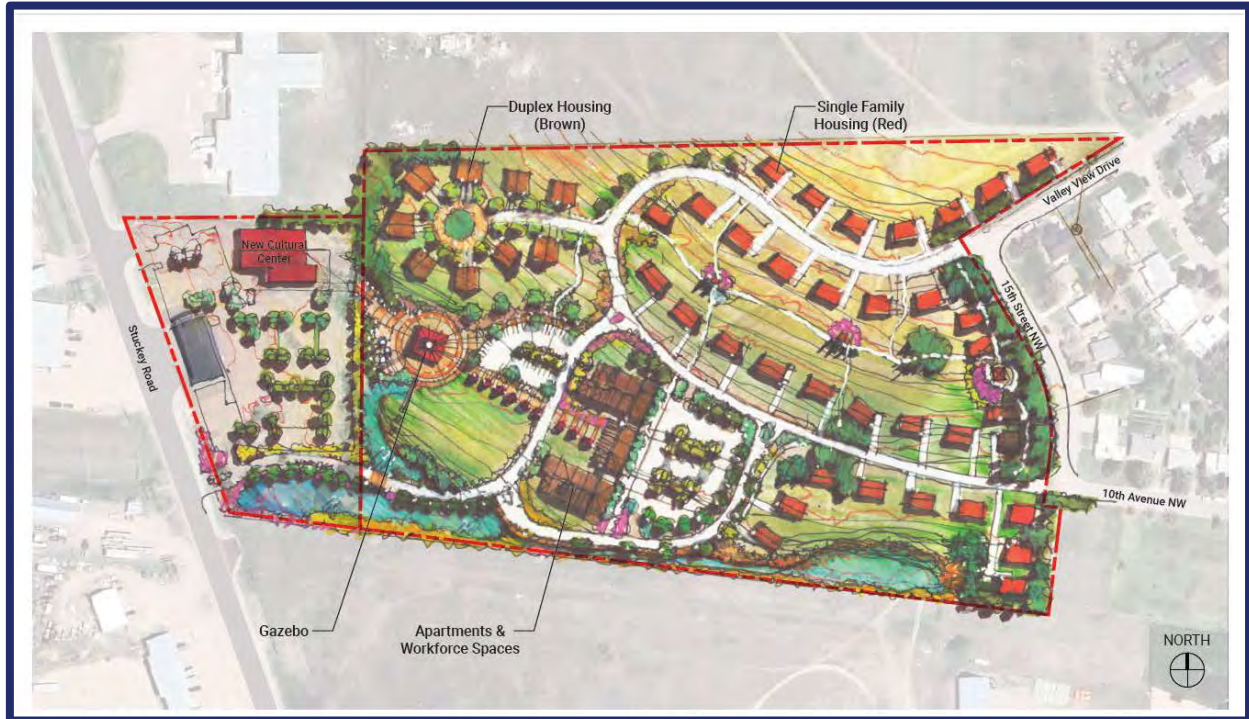 Duplex Housing
(Brown)
Single Family
Housing (Red)
Valley View Drive
New Cultural
Center
15th Street NW
Stuckey Road
10th Avenue NW
Gazebo
Apartments &
Workforce Spaces
NORTH